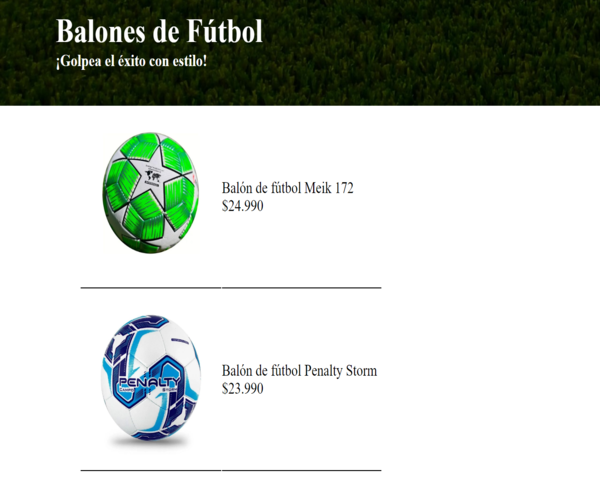 Balones de Fútbol
¡Golpea el éxito con estilo!
Balón de fútbol Meik 172
$24.990
PENALTY
Balón de fútbol Penalty Storm
$23.990